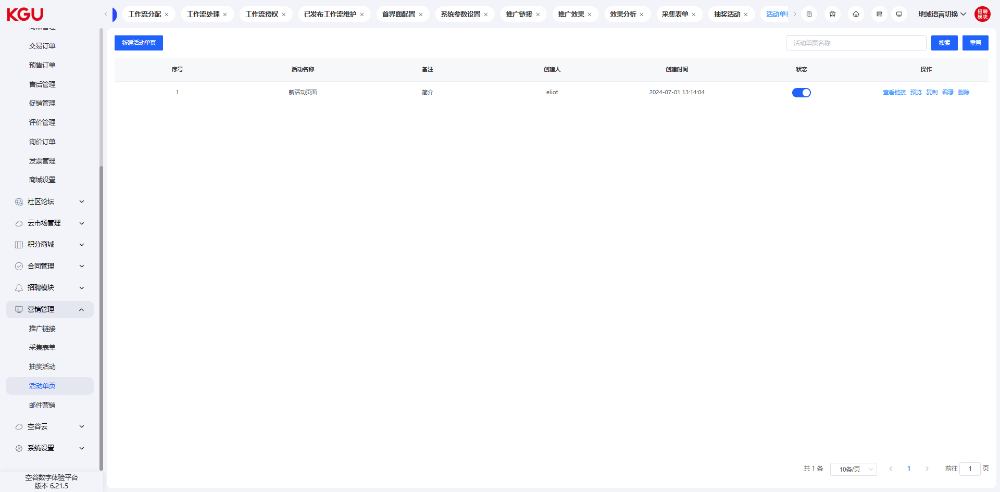 KGU
工作流分配
工作流处理
工作流授权
已发布工作流维护
首界面配置
系统参数设置
推广链接
推广效果
效果分析
采集表单
抽奖活动
活动单页
地域语言切换
招聘
模块
商品管理
交易订单
预售订单
售后管理
促销管理
评价管理
询价订单
发票管理
商城设置
社区论坛
云市场管理
积分商城
合同管理
招聘模块
营销管理
推广链接
采集表单
抽奖活动
活动单页
邮件营销
空谷云
系统设置
空谷数字体验平台
版本 6.21.5
新建活动单页
活动单页名称
搜索
重置
序号 活动名称 备注 创建人 创建时间 状态 操作
1 新活动页面 简介 eliot 2024-07-01 13:14:04 查看链接 预览 复制 编辑 删除
共 1 条 10条/页 1 前往 1 页